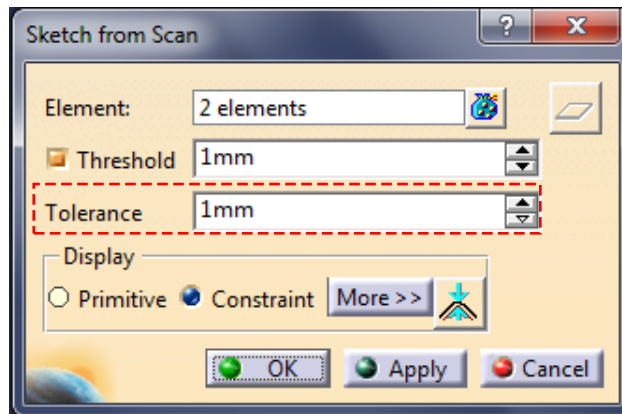 Sketch from Scan
?
X
Element: 2 elements
Threshold 1mm
Tolerance 1mm
Display
Primitive Constraint More >>
OK Apply Cancel